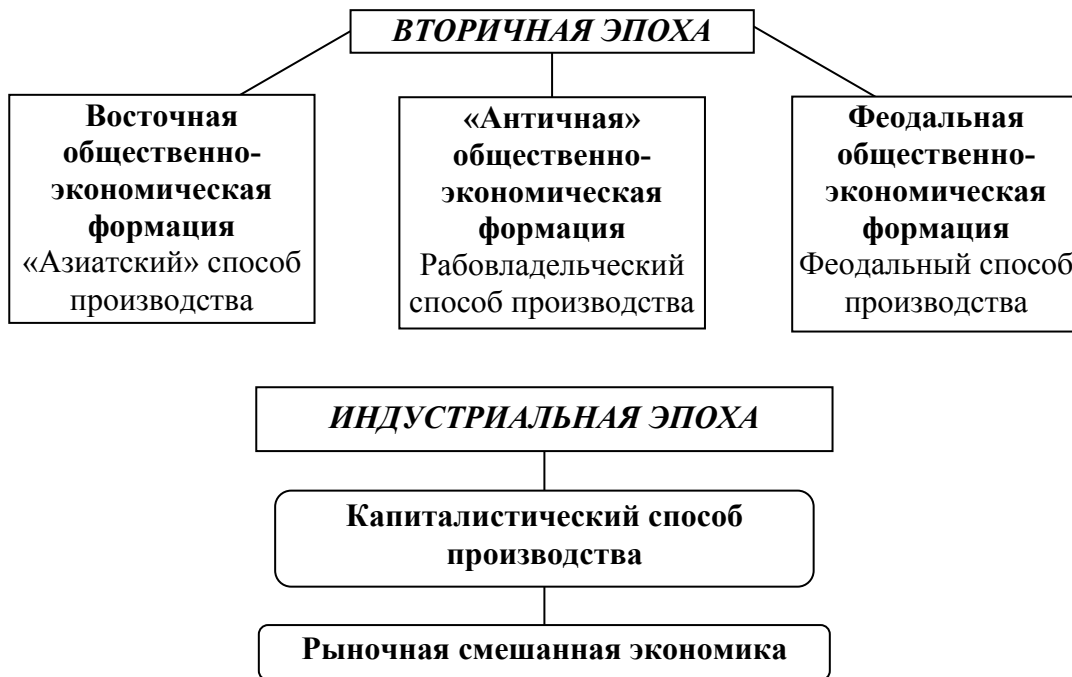 ВТОРИЧНАЯ ЭПОХА
Восточная
общественно-
экономическая
формация
«Азиатский» способ
производства
«Античная»
общественно-
экономическая
формация
Рабовладельческий
способ производства
Феодальная
общественно-
экономическая
формация
Феодальный способ
производства
ИНДУСТРИАЛЬНАЯ ЭПОХА
Капиталистический способ
производства
Рыночная смешанная экономика